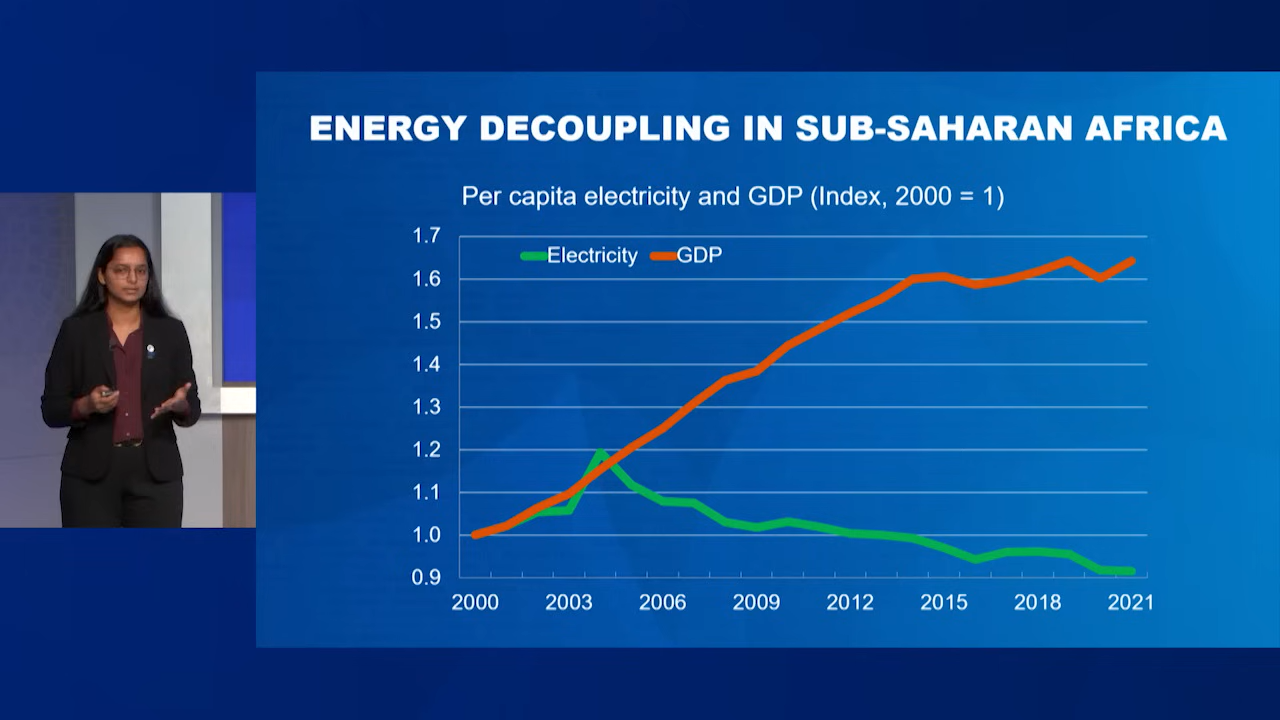 ENERGY DECOUPLING IN SUB-SAHARAN AFRICA
Per capita electricity and GDP (Index, 2000 = 1)
Electricity GDP
1.7
1.6
1.5
1.4
1.3
1.2
1.1
1.0
0.9
2000 2003 2006 2009 2012 2015 2018 2021